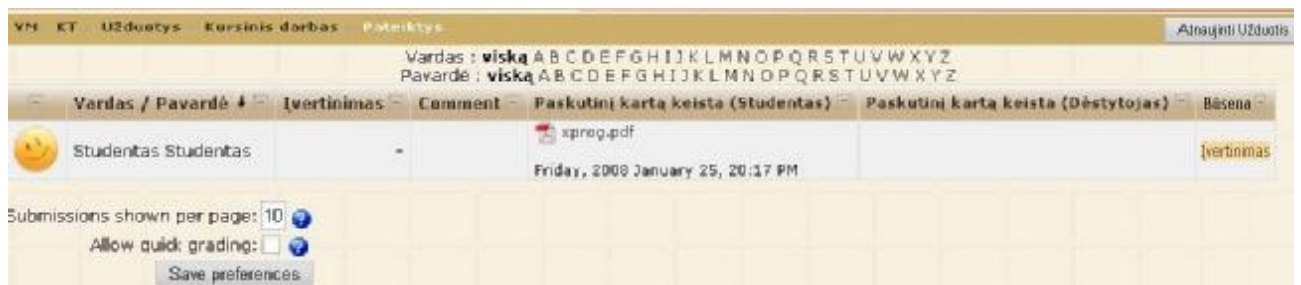 VM KT Užduotys Kursinis darbas Pateiktys
Atnaujinti Užduotis
Vardas : viską A B C D E F G H I J K L M N O P Q R S T U V W X Y Z
Pavardė : viską A B C D E F G H I J K L M N O P Q R S T U V W X Y Z
Vardas / Pavardė Įvertinimas Comment Paskutinį kartą keista (Studentas) Paskutinį kartą keista (Dėstytojas) Būsena
xprog.pdf
Studentas Studentas - Įvertinimas
Friday, 2008 January 25, 20:17 PM
Submissions shown per page: 10
Allow quick grading:
Save preferences